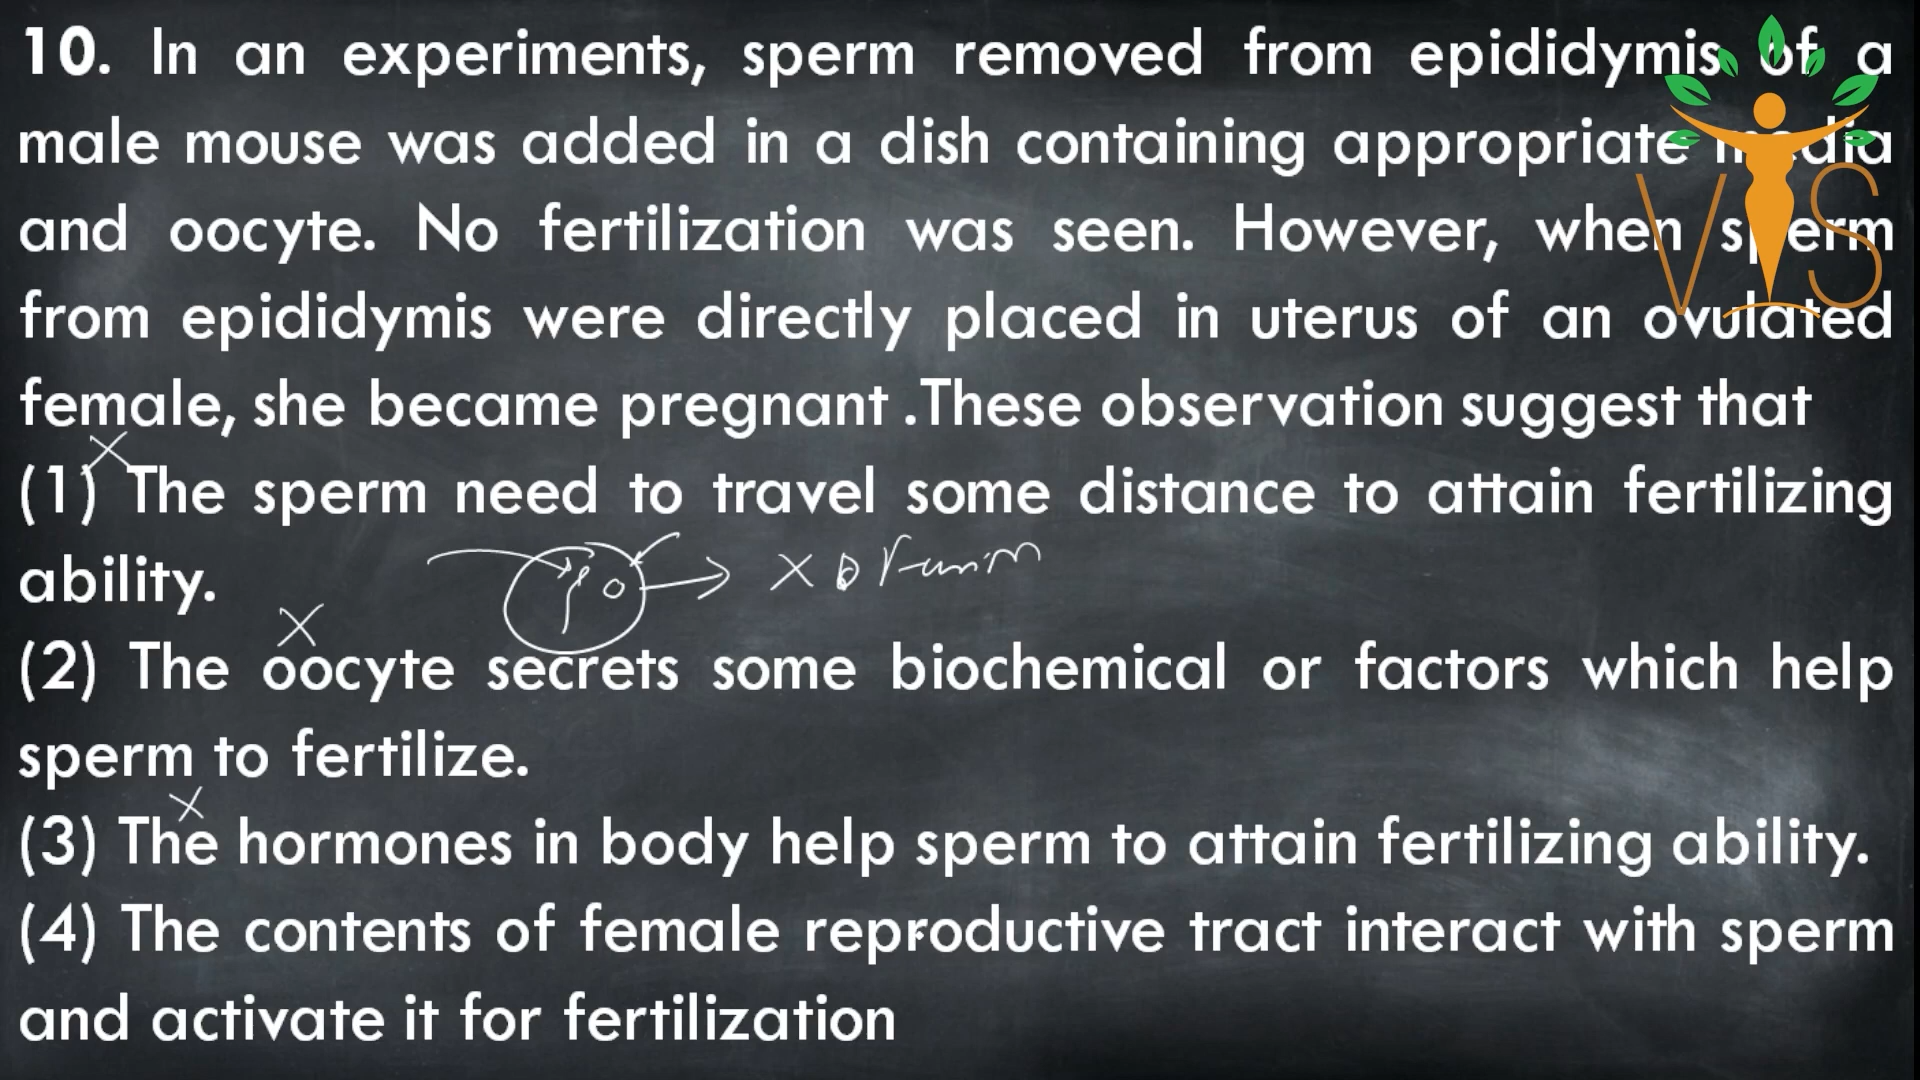 10. In an experiments, sperm removed from epididymis of a
male mouse was added in a dish containing appropriate media
and oocyte. No fertilization was seen. However, when sperm
from epididymis were directly placed in uterus of an ovulated
female, she became pregnant .These observation suggest that
(1) The sperm need to travel some distance to attain fertilizing
ability.
(2) The oocyte secrets some biochemical or factors which help
sperm to fertilize.
(3) The hormones in body help sperm to attain fertilizing ability.
(4) The contents of female reproductive tract interact with sperm
and activate it for fertilization
V S